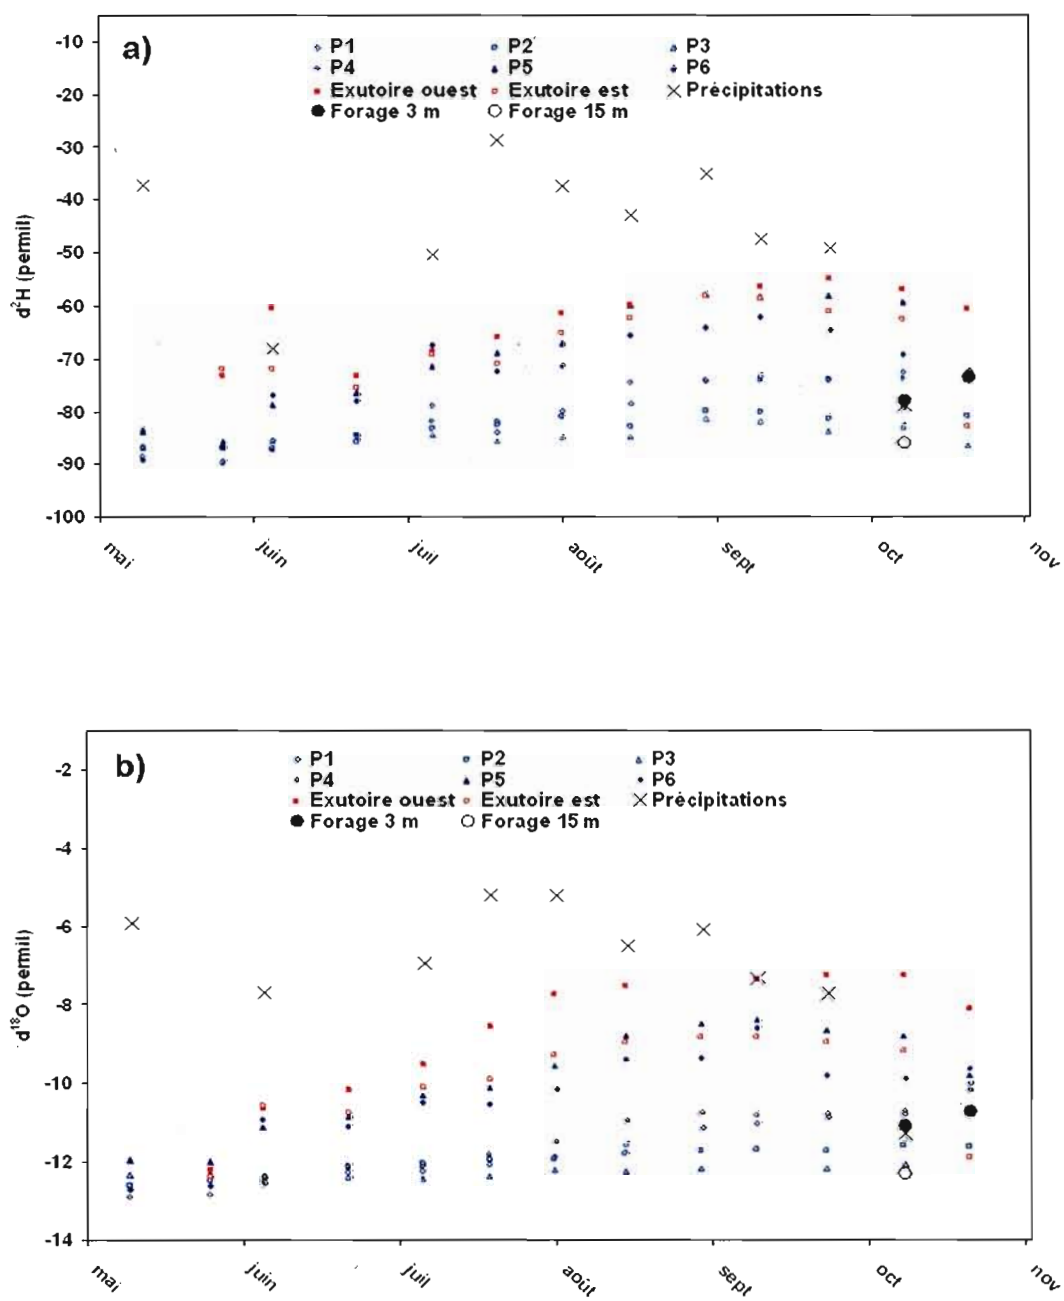 a)
P1 P2 P3
P4 P5 P6
Exutoire ouest Exutoire est Précipitations
Forage 3 m Forage 15 m
-10
-20
-30
-40
-50
-60
-70
-80
-90
-100
d²H (permil)
mai juin juil août sept oct nov
b)
P1 P2 P3
P4 P5 P6
Exutoire ouest Exutoire est Précipitations
Forage 3 m Forage 15 m
-2
-4
-6
-8
-10
-12
-14
d¹⁸O (permil)
mai juin juil août sept oct nov